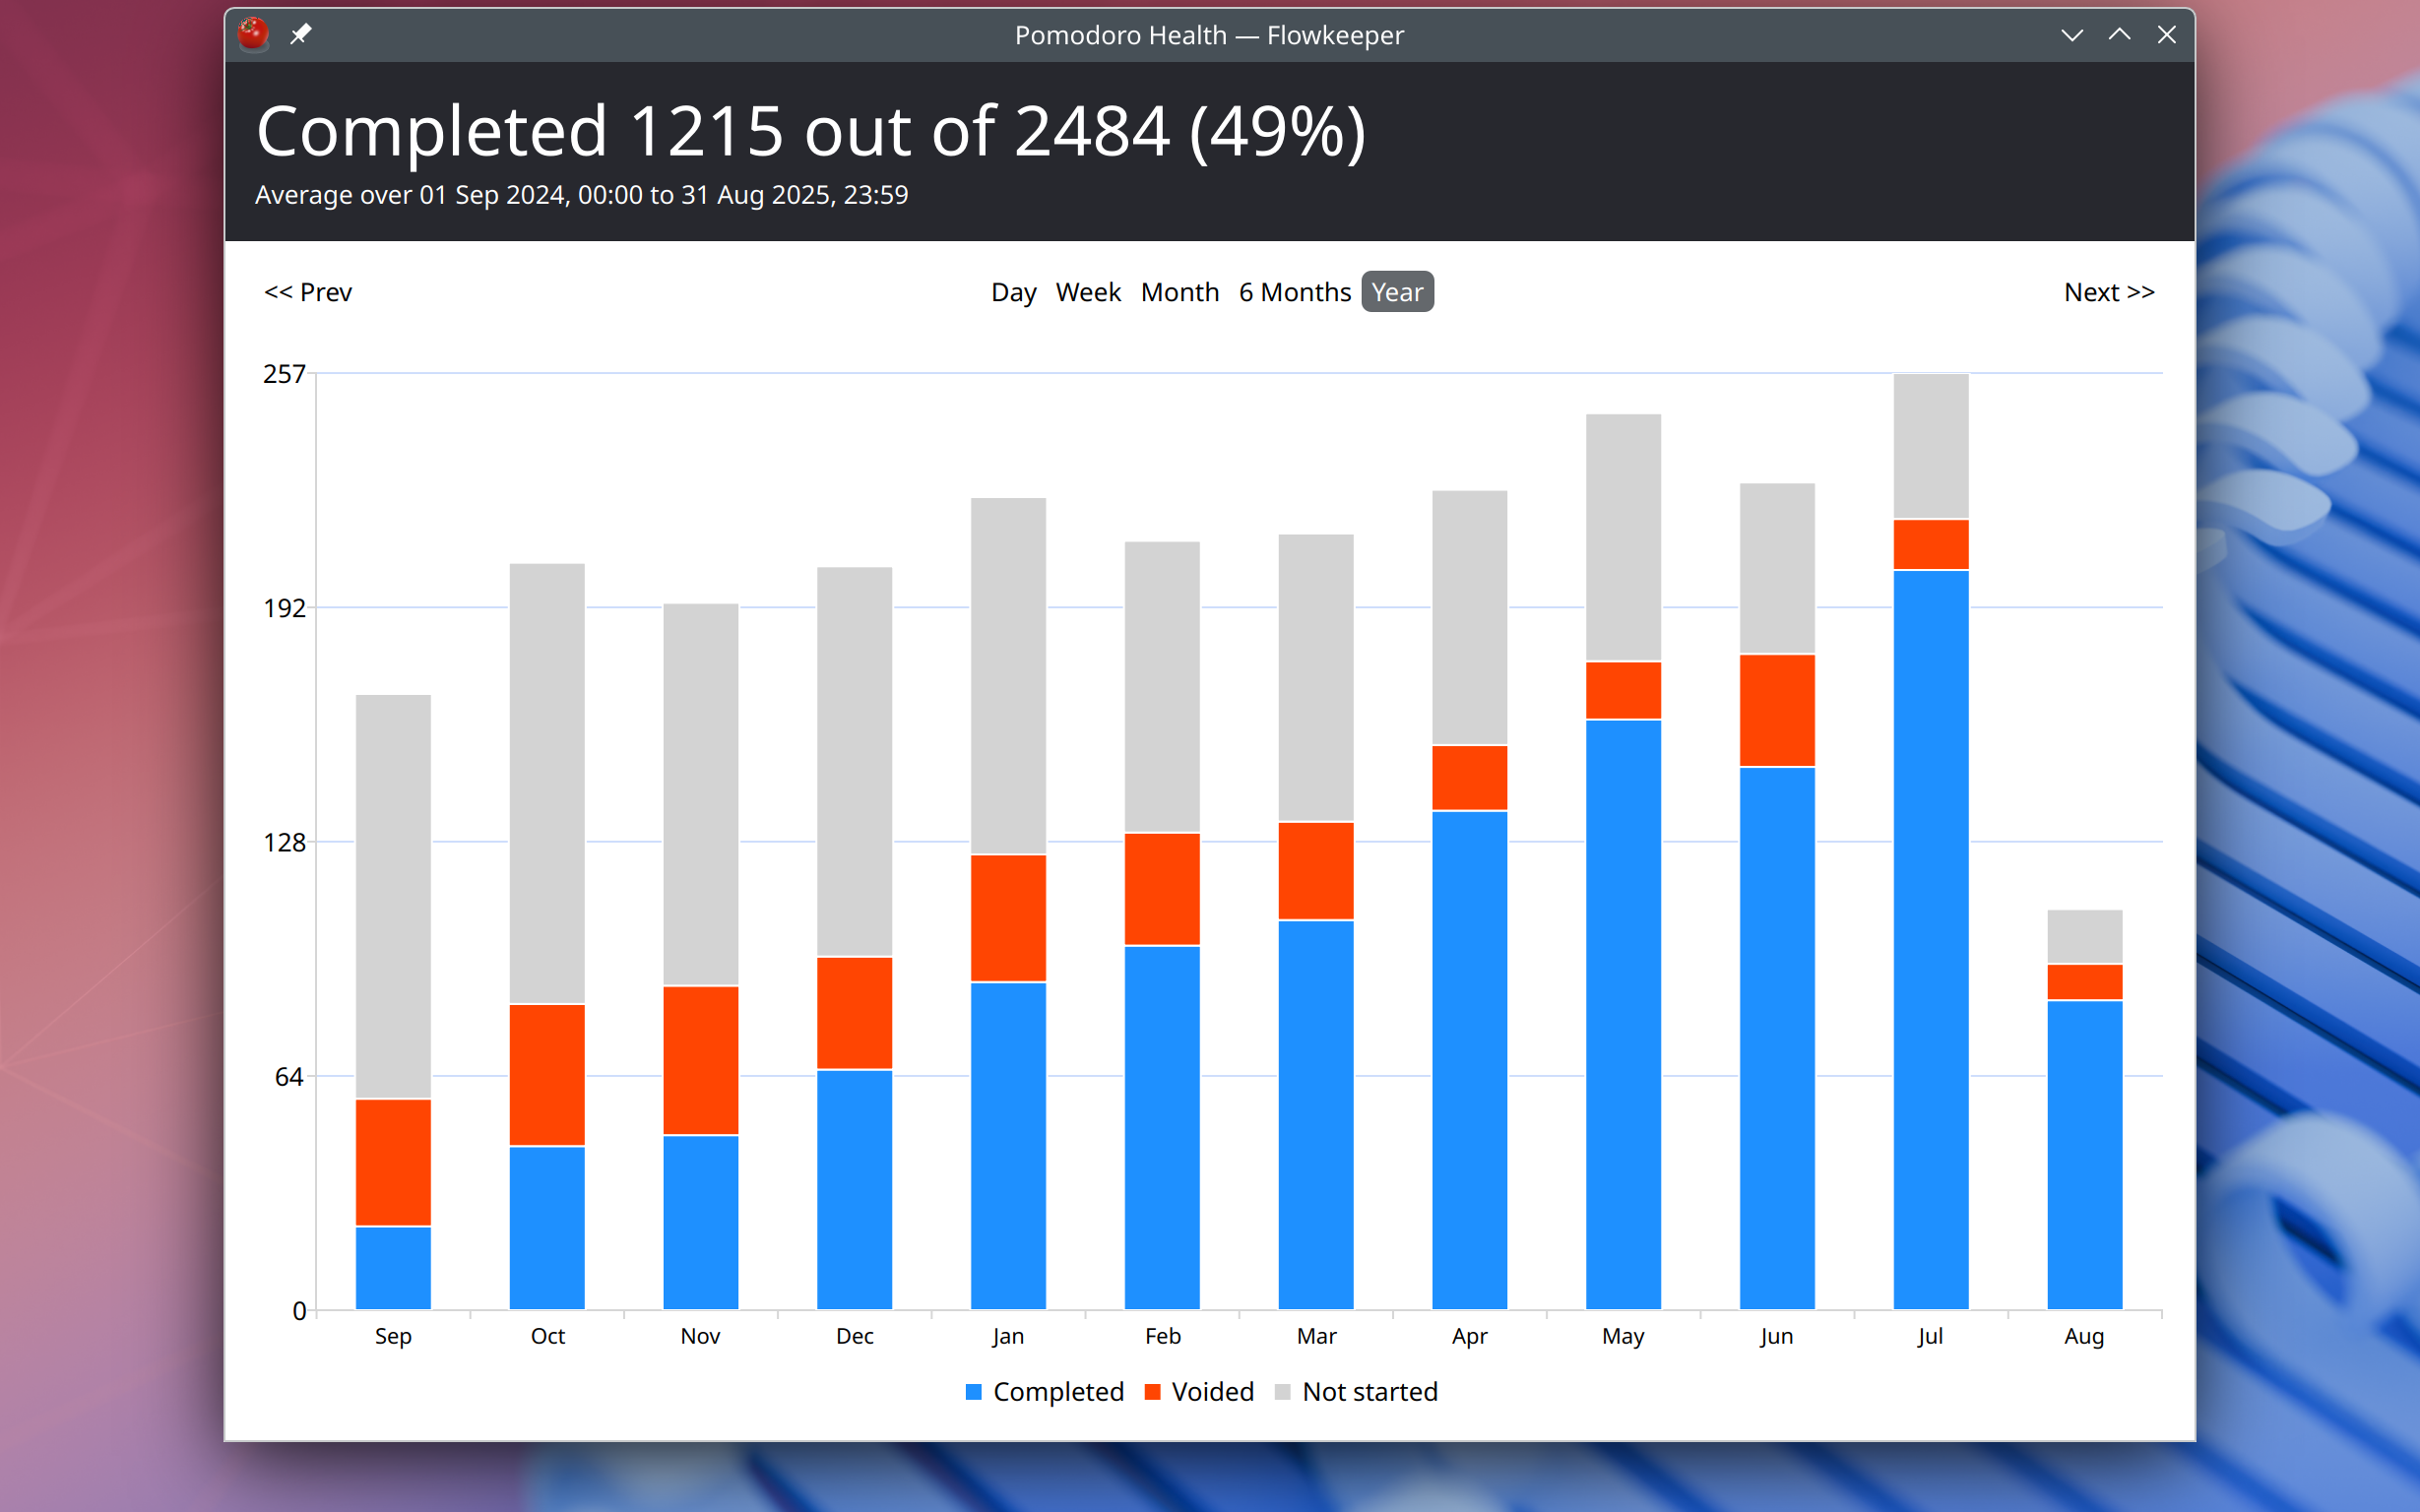 Pomodoro Health — Flowkeeper
Completed 1215 out of 2484 (49%)
Average over 01 Sep 2024, 00:00 to 31 Aug 2025, 23:59
<< Prev Day Week Month 6 Months Year Next >>
257
192
128
64
0
Sep Oct Nov Dec Jan Feb Mar Apr May Jun Jul Aug
Completed Voided Not started